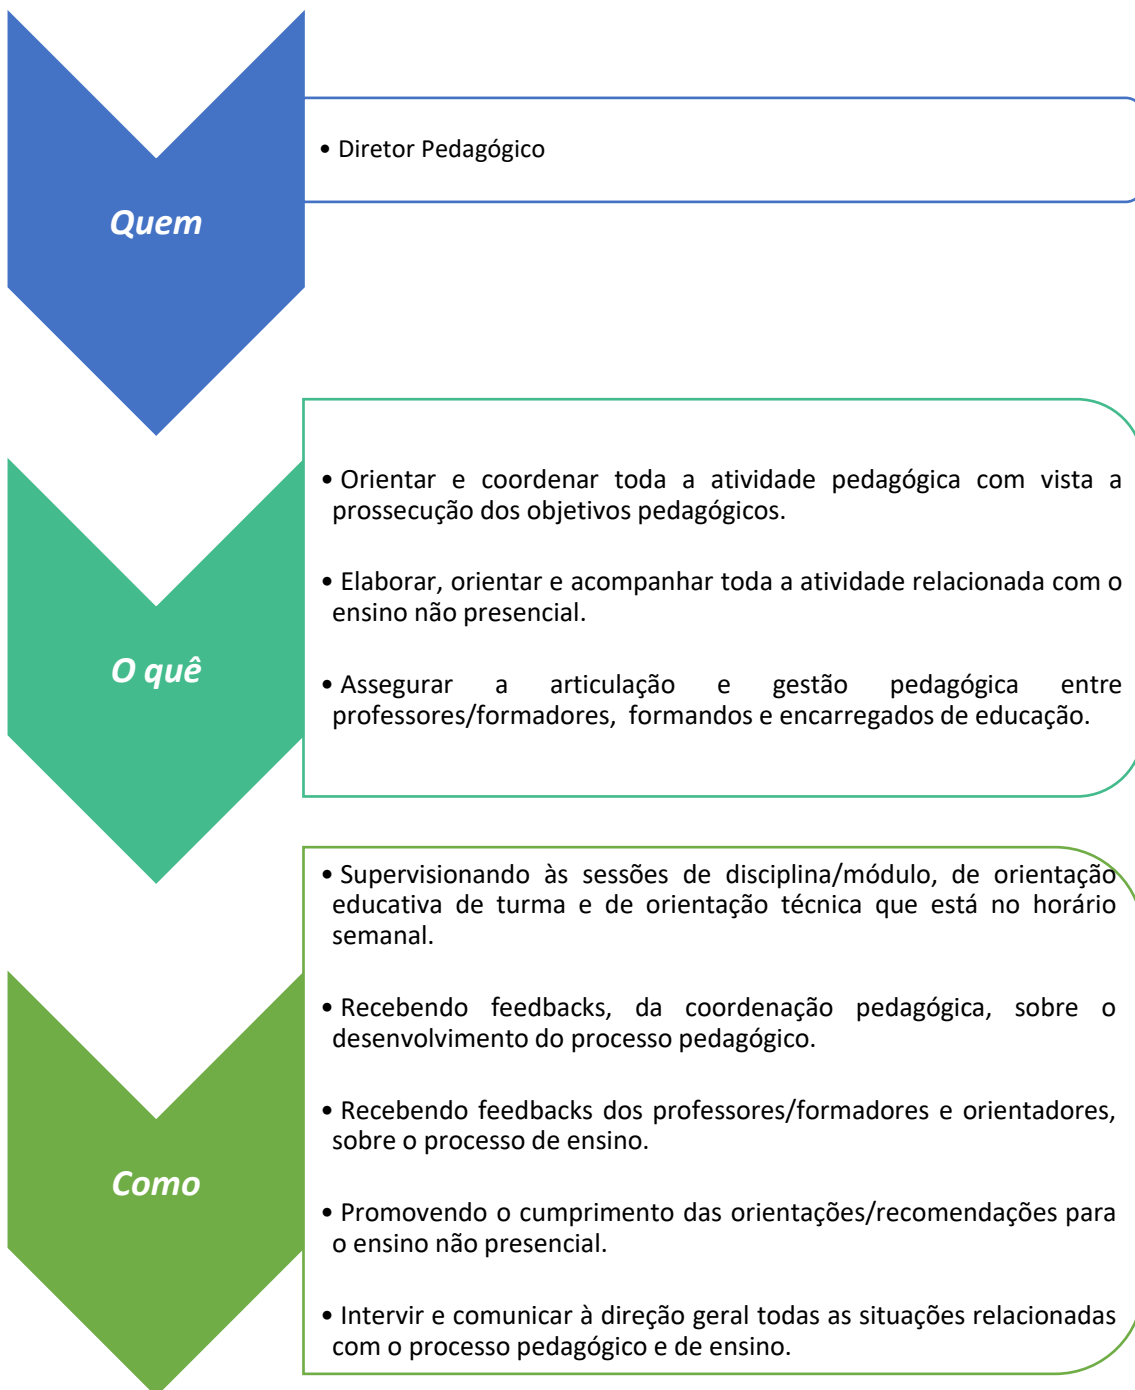 Quem
• Diretor Pedagógico
O quê
• Orientar e coordenar toda a atividade pedagógica com vista a
prossecução dos objetivos pedagógicos.
• Elaborar, orientar e acompanhar toda a atividade relacionada com o
ensino não presencial.
• Assegurar a articulação e gestão pedagógica entre
professores/formadores, formandos e encarregados de educação.
Como
• Supervisionando às sessões de disciplina/módulo, de orientação
educativa de turma e de orientação técnica que está no horário
semanal.
• Recebendo feedbacks, da coordenação pedagógica, sobre o
desenvolvimento do processo pedagógico.
• Recebendo feedbacks dos professores/formadores e orientadores,
sobre o processo de ensino.
• Promovendo o cumprimento das orientações/recomendações para
o ensino não presencial.
• Intervir e comunicar à direção geral todas as situações relacionadas
com o processo pedagógico e de ensino.